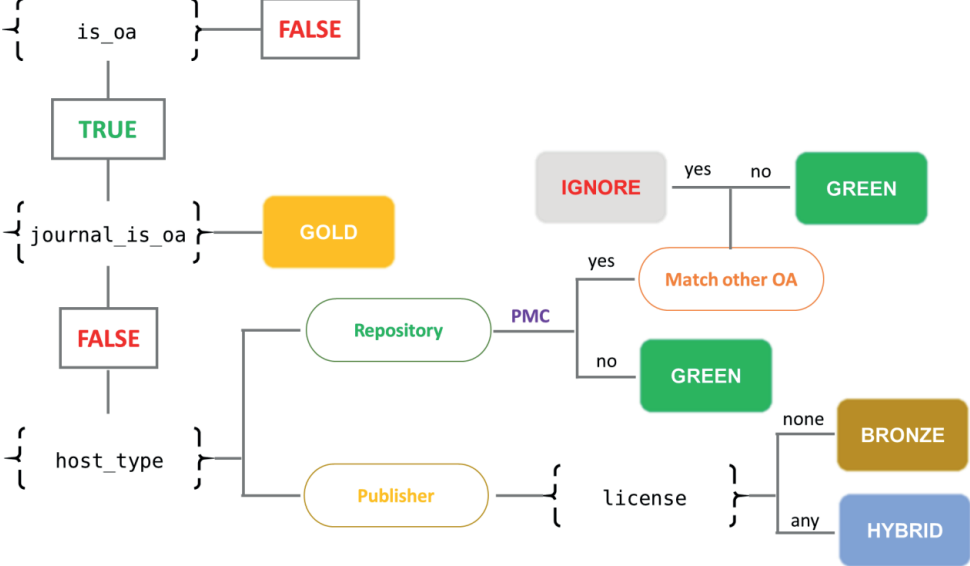 is_oa
FALSE
TRUE
journal_is_oa
GOLD
FALSE
host_type
Repository
PMC
yes
Match other OA
yes
IGNORE
no
GREEN
no
GREEN
Publisher
license
none
BRONZE
any
HYBRID